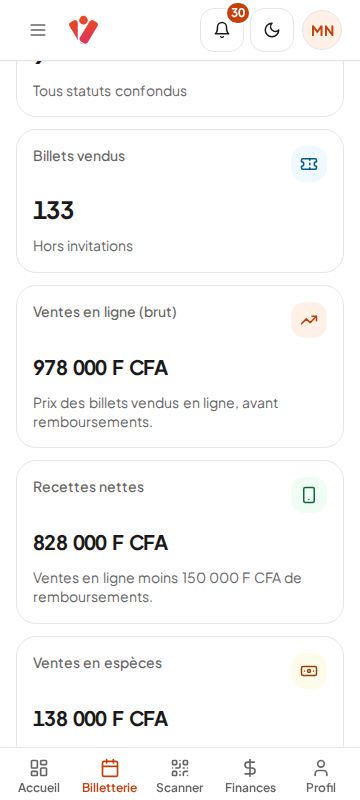 30
MN
Tous statuts confondus
Billets vendus
133
Hors invitations
Ventes en ligne (brut)
978 000 F CFA
Prix des billets vendus en ligne, avant
remboursements.
Recettes nettes
828 000 F CFA
Ventes en ligne moins 150 000 F CFA de
remboursements.
Ventes en espèces
138 000 F CFA
Accueil
Billetterie
Scanner
Finances
Profil